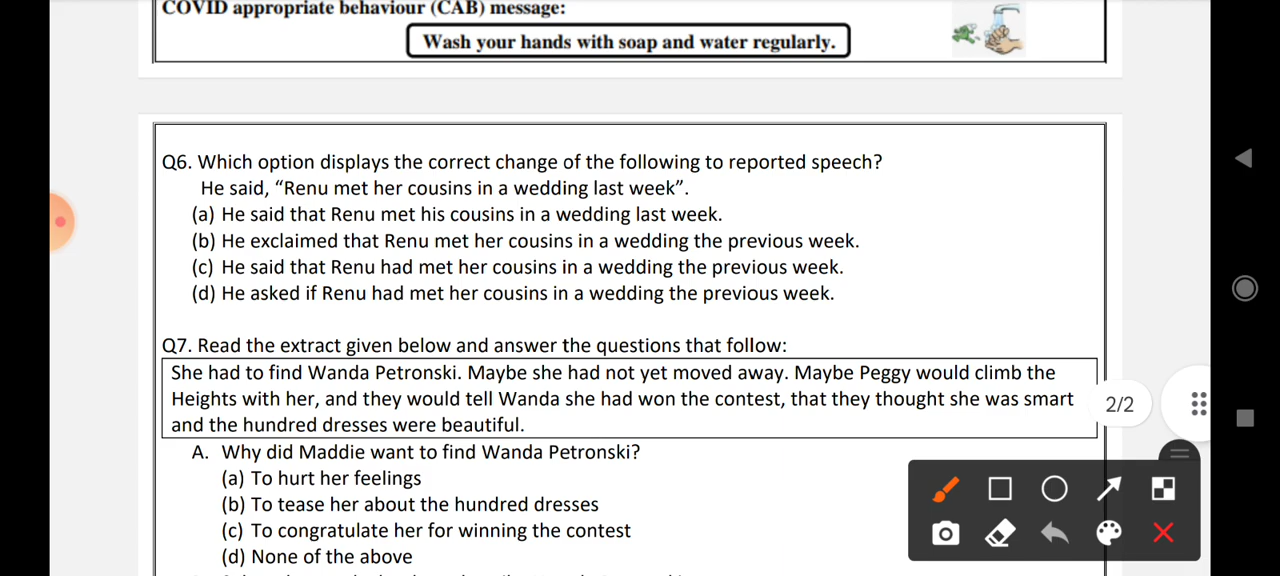 COVID appropriate behaviour (CAB) message:
Wash your hands with soap and water regularly.
Q6. Which option displays the correct change of the following to reported speech?
He said, “Renu met her cousins in a wedding last week”.
(a) He said that Renu met his cousins in a wedding last week.
(b) He exclaimed that Renu met her cousins in a wedding the previous week.
(c) He said that Renu had met her cousins in a wedding the previous week.
(d) He asked if Renu had met her cousins in a wedding the previous week.
Q7. Read the extract given below and answer the questions that follow:
She had to find Wanda Petronski. Maybe she had not yet moved away. Maybe Peggy would climb the
Heights with her, and they would tell Wanda she had won the contest, that they thought she was smart
and the hundred dresses were beautiful.
2/2
A. Why did Maddie want to find Wanda Petronski?
(a) To hurt her feelings
(b) To tease her about the hundred dresses
(c) To congratulate her for winning the contest
(d) None of the above